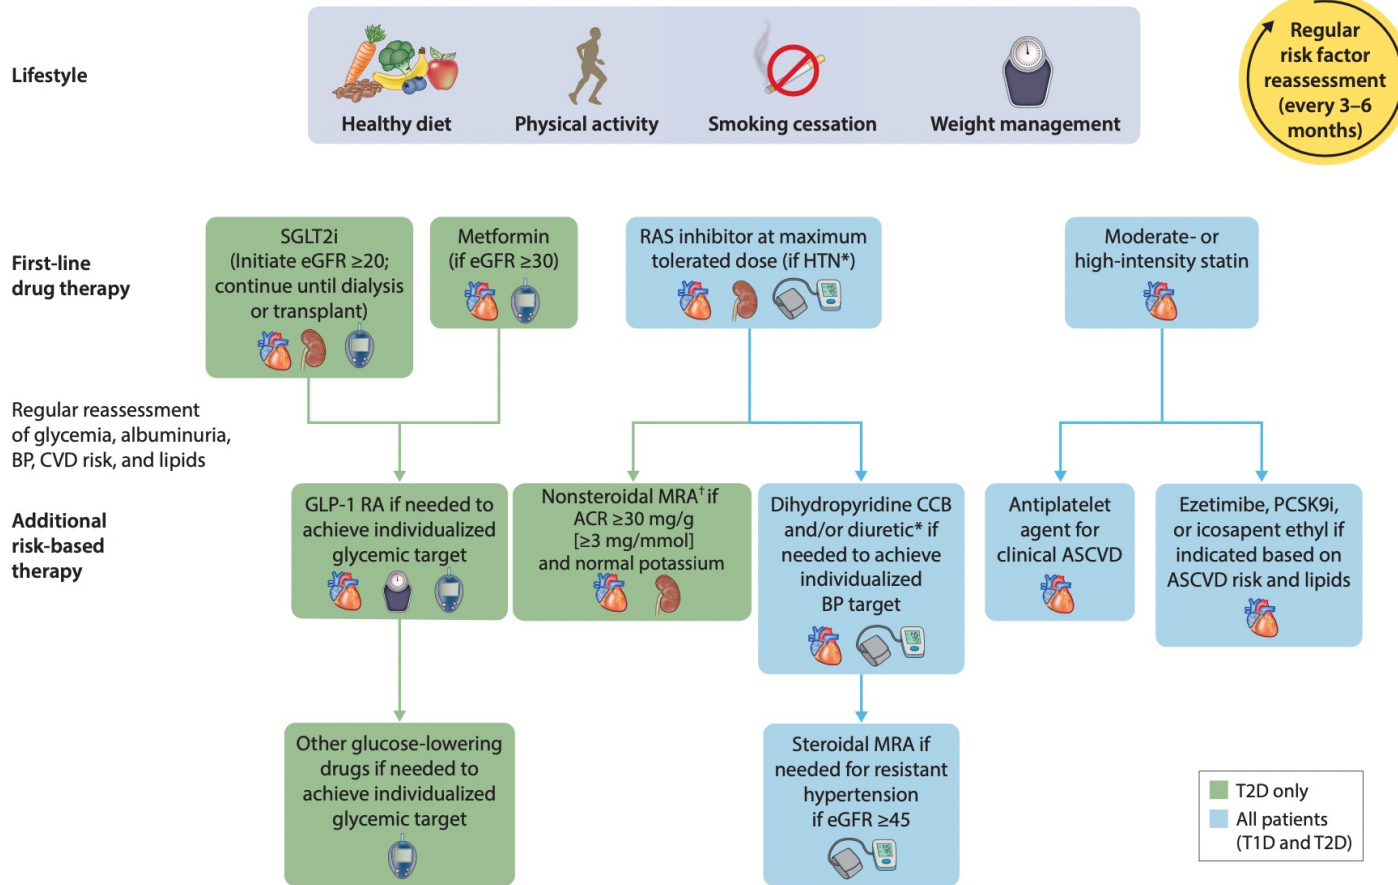 Lifestyle
Healthy diet
Physical activity
Smoking cessation
Weight management
Regular
risk factor
reassessment
(every 3–6
months)
First-line
drug therapy
SGLT2i
(Initiate eGFR ≥20;
continue until dialysis
or transplant)
Metformin
(if eGFR ≥30)
RAS inhibitor at maximum
tolerated dose (if HTN*)
Moderate- or
high-intensity statin
Regular reassessment
of glycemia, albuminuria,
BP, CVD risk, and lipids
Additional
risk-based
therapy
GLP-1 RA if needed to
achieve individualized
glycemic target
Nonsteroidal MRA† if
ACR ≥30 mg/g
[≥3 mg/mmol]
and normal potassium
Dihydropyridine CCB
and/or diuretic* if
needed to achieve
individualized
BP target
Antiplatelet
agent for
clinical ASCVD
Ezetimibe, PCSK9i,
or icosapent ethyl if
indicated based on
ASCVD risk and lipids
Other glucose-lowering
drugs if needed to
achieve individualized
glycemic target
Steroidal MRA if
needed for resistant
hypertension
if eGFR ≥45
T2D only
All patients
(T1D and T2D)